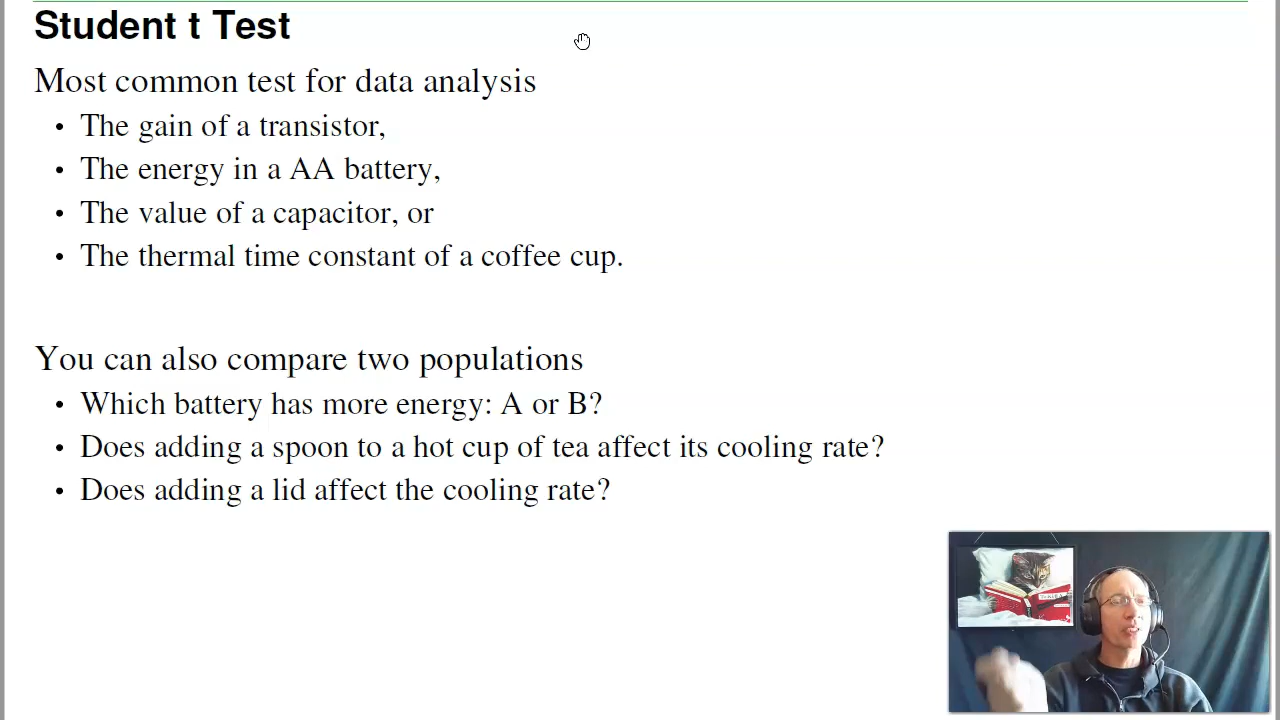 Student t Test
Most common test for data analysis
• The gain of a transistor,
• The energy in a AA battery,
• The value of a capacitor, or
• The thermal time constant of a coffee cup.
You can also compare two populations
• Which battery has more energy: A or B?
• Does adding a spoon to a hot cup of tea affect its cooling rate?
• Does adding a lid affect the cooling rate?